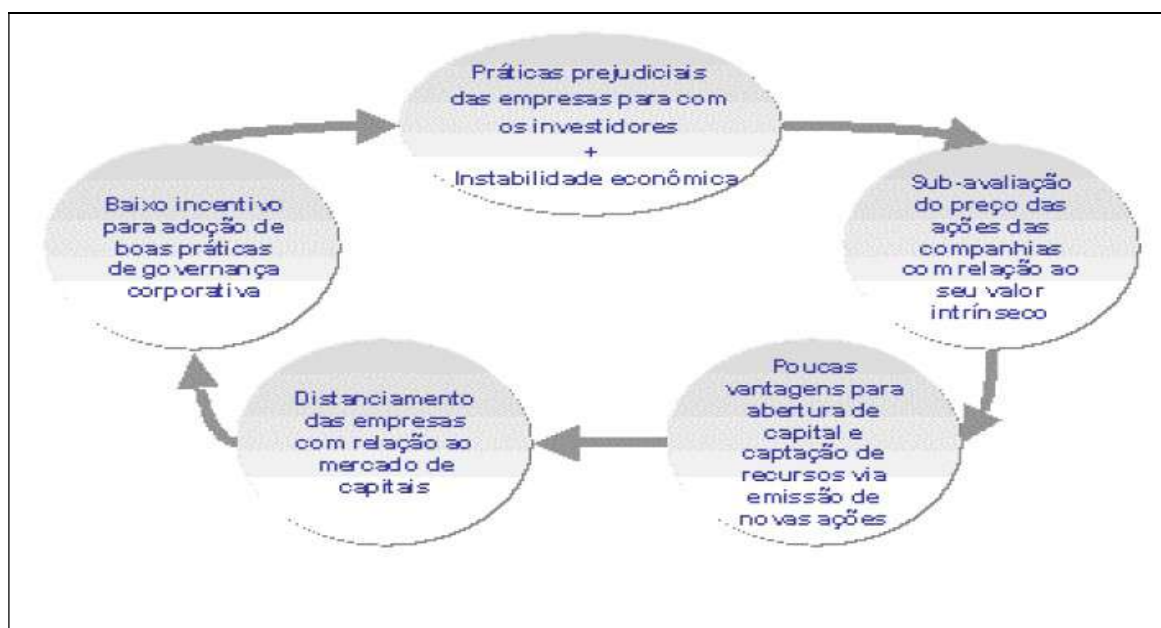 Práticas prejudiciais
das empresas para com
os investidores
+
Instabilidade econômica
Sub-avaliação
do preço das
ações das
companhias
com relação ao
seu valor
intrínseco
Poucas
vantagens para
abertura de
capital e
captação de
recursos via
emissão de
novas ações
Distanciamento
das empresas
com relação ao
mercado de
capitais
Baixo incentivo
para adoção de
boas práticas
de governança
corporativa